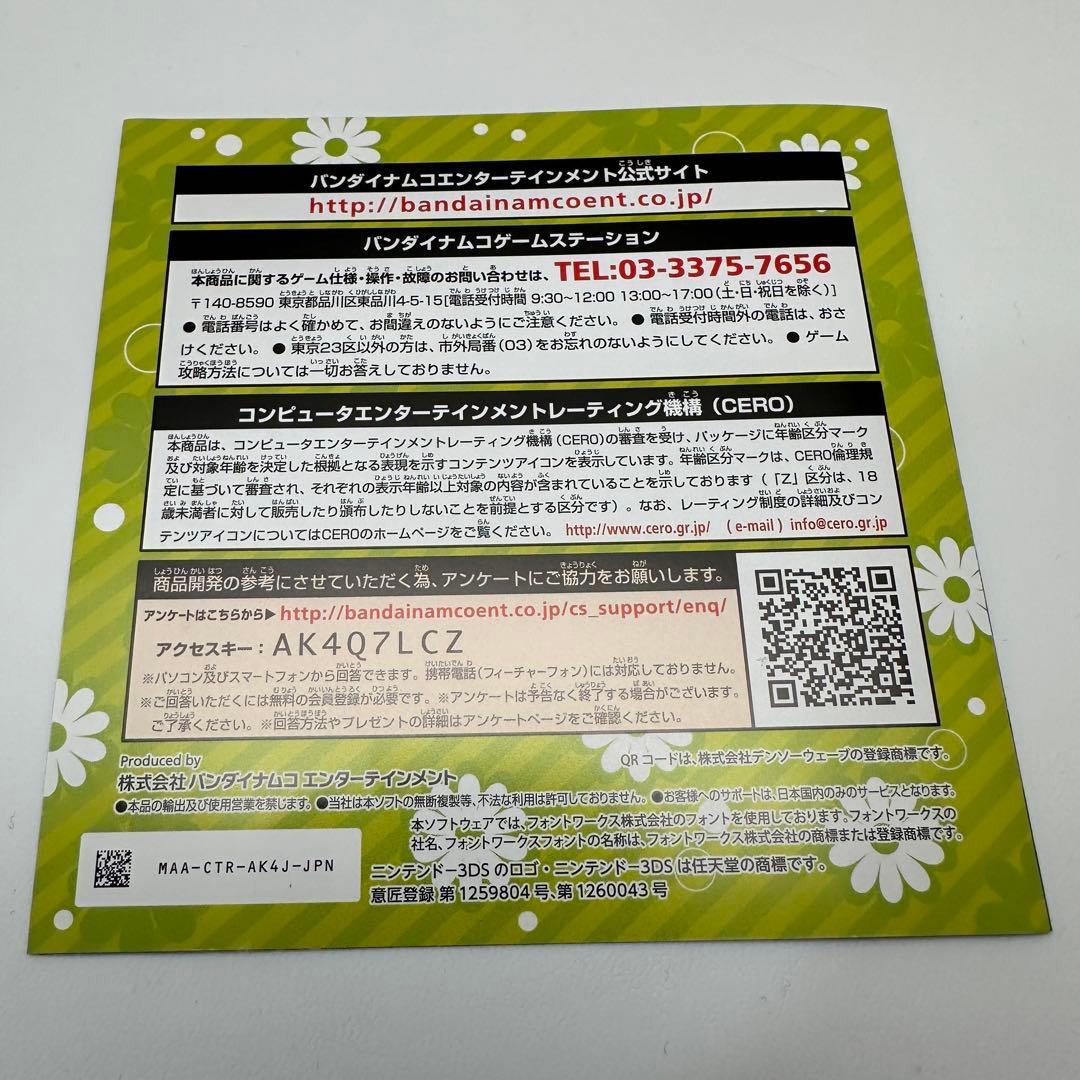 バンダイナムコエンターテインメント公式サイト
http://bandainamcoent.co.jp/
バンダイナムコゲームステーション
本商品に関するゲーム仕様・操作・故障のお問い合わせは、TEL:03-3375-7656
〒140-8590 東京都品川区東品川4-5-15[電話受付時間 9:30~12:00 13:00~17:00(土・日・祝日を除く)]
● 電話番号はよく確かめて、お間違えのないようにご注意ください。 ● 電話受付時間外の電話は、おさ
けください。 ● 東京23区以外の方は、市外局番(03)をお忘れのないようにしてください。 ● ゲーム
攻略方法については一切お答えしておりません。
コンピュータエンターテインメントレーティング機構(CERO)
本商品は、コンピュータエンターテインメントレーティング機構(CERO)の審査を受け、パッケージに年齢区分マーク
及び対象年齢を決定した根拠となる表現を示すコンテンツアイコンを表示しています。年齢区分マークは、CERO倫理規
定に基づいて審査され、それぞれの表示年齢以上対象の内容が含まれていることを示しております(「Z」区分は、18
歳未満者に対して販売したり頒布したりしないことを前提とする区分です)。なお、レーティング制度の詳細及びコン
テンツアイコンについてはCEROのホームページをご覧ください。 http://www.cero.gr.jp/ (e-mail) info@cero.gr.jp
商品開発の参考にさせていただく為、アンケートにご協力をお願いします。
アンケートはこちらから▶http://bandainamcoent.co.jp/cs_support/enq/
アクセスキー:AK4Q7LCZ
※パソコン及びスマートフォンから回答できます。携帯電話(フィーチャーフォン)には対応しておりません。
※ご回答いただくには無料の会員登録が必要です。※アンケートは予告なく終了する場合がございます。
ご了承ください。※回答方法やプレゼントの詳細はアンケートページをご確認ください。
QRコードは、株式会社デンソーウェーブの登録商標です。
Produced by
株式会社 バンダイナムコ エンターテインメント
●本品の輸出及び使用営業を禁じます。 ●当社は本ソフトの無断複製等、不法な利用は許可しておりません。 ●お客様へのサポートは、日本国内のみのサービスとなります。
本ソフトウェアでは、フォントワークス株式会社のフォントを使用しております。フォントワークスの
社名、フォントワークスフォントの名称は、フォントワークス株式会社の商標または登録商標です。
MAA-CTR-AK4J-JPN
ニンテンドー3DSのロゴ・ニンテンドー3DSは任天堂の商標です。
意匠登録 第1259804号、第1260043号